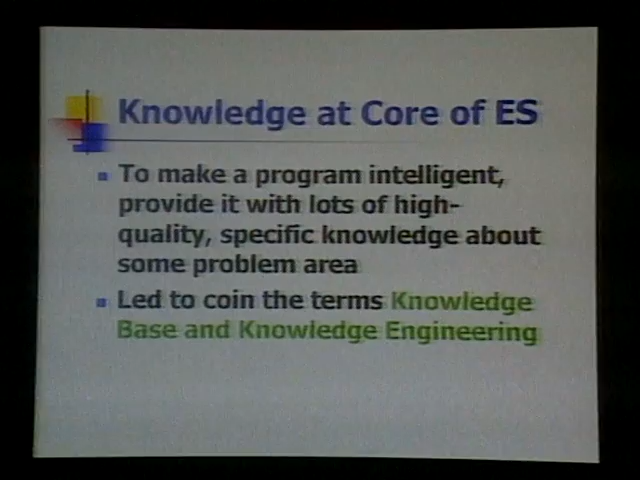 Knowledge at Core of ES
To make a program intelligent,
provide it with lots of high-
quality, specific knowledge about
some problem area
Led to coin the terms Knowledge
Base and Knowledge Engineering